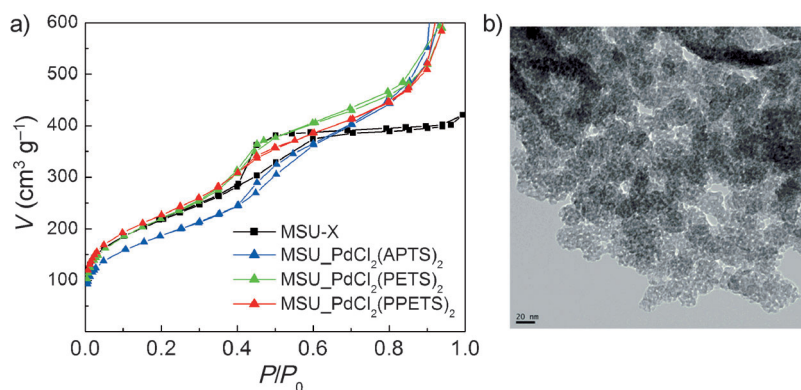 a)
b)
V (cm³ g⁻¹)
600
500
400
300
200
100
MSU-X
MSU_PdCl₂(APTS)₂
MSU_PdCl₂(PETS)₂
MSU_PdCl₂(PPETS)₂
0.0 0.2 0.4 0.6 0.8 1.0
P/P₀
20 nm